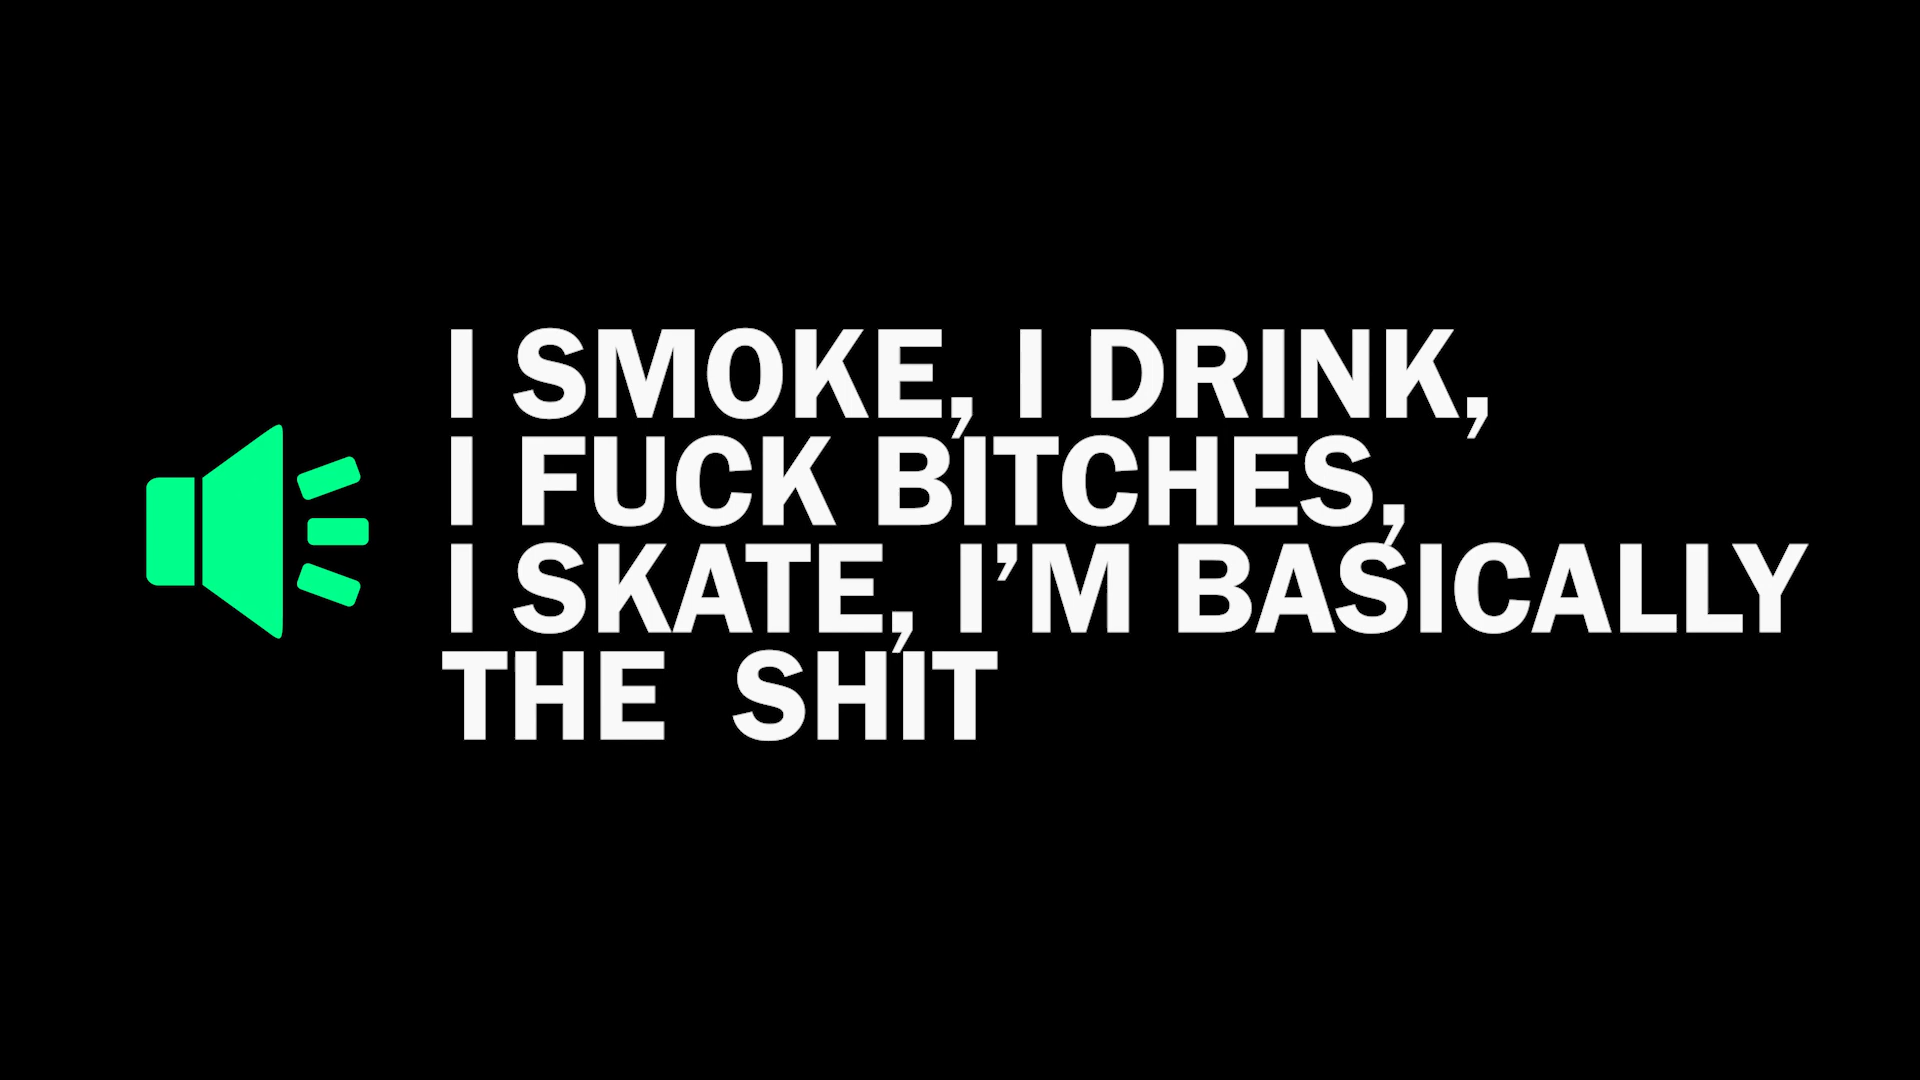 I SMOKE, I DRINK,
I FUCK BITCHES,
I SKATE, I’M BASICALLY
THE  SHIT